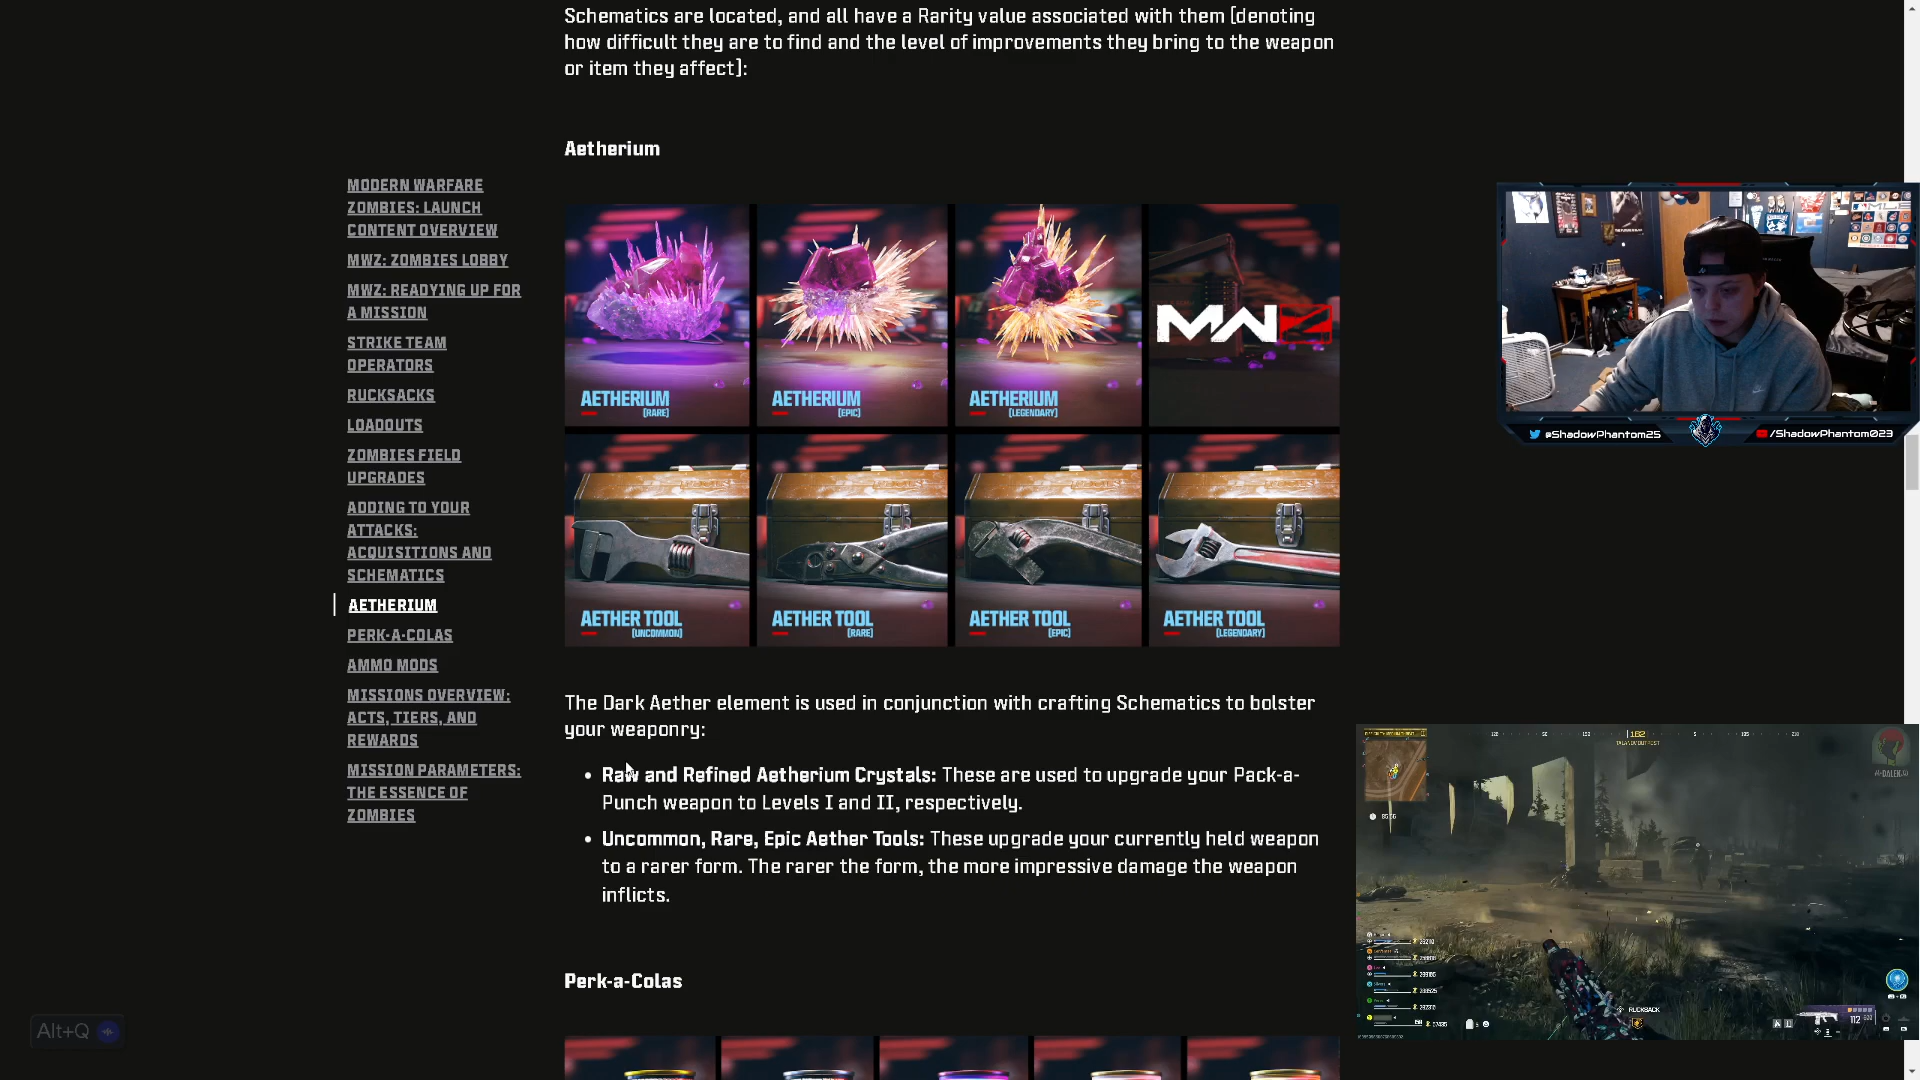 Schematics are located, and all have a Rarity value associated with them [denoting
how difficult they are to find and the level of improvements they bring to the weapon
or item they affect]:
Aetherium
MODERN WARFARE
ZOMBIES: LAUNCH
CONTENT OVERVIEW
MWZ: ZOMBIES LOBBY
MWZ: READYING UP FOR
A MISSION
STRIKE TEAM
OPERATORS
RUCKSACKS
LOADOUTS
ZOMBIES FIELD
UPGRADES
ADDING TO YOUR
ATTACKS:
ACQUISITIONS AND
SCHEMATICS
AETHERIUM
PERK-A-COLAS
AMMO MODS
MISSIONS OVERVIEW:
ACTS, TIERS, AND
REWARDS
MISSION PARAMETERS:
THE ESSENCE OF
ZOMBIES
AETHERIUM
[RARE]
AETHERIUM
[EPIC]
AETHERIUM
[LEGENDARY]
MWZ
AETHER TOOL
[UNCOMMON]
AETHER TOOL
[RARE]
AETHER TOOL
[EPIC]
AETHER TOOL
[LEGENDARY]
The Dark Aether element is used in conjunction with crafting Schematics to bolster
your weaponry:
• Raw and Refined Aetherium Crystals: These are used to upgrade your Pack-a-
Punch weapon to Levels I and II, respectively.
• Uncommon, Rare, Epic Aether Tools: These upgrade your currently held weapon
to a rarer form. The rarer the form, the more impressive damage the weapon
inflicts.
Perk-a-Colas
Alt+Q
@ShadowPhantom25
/ShadowPhantom023
182
RUCKSACK
112